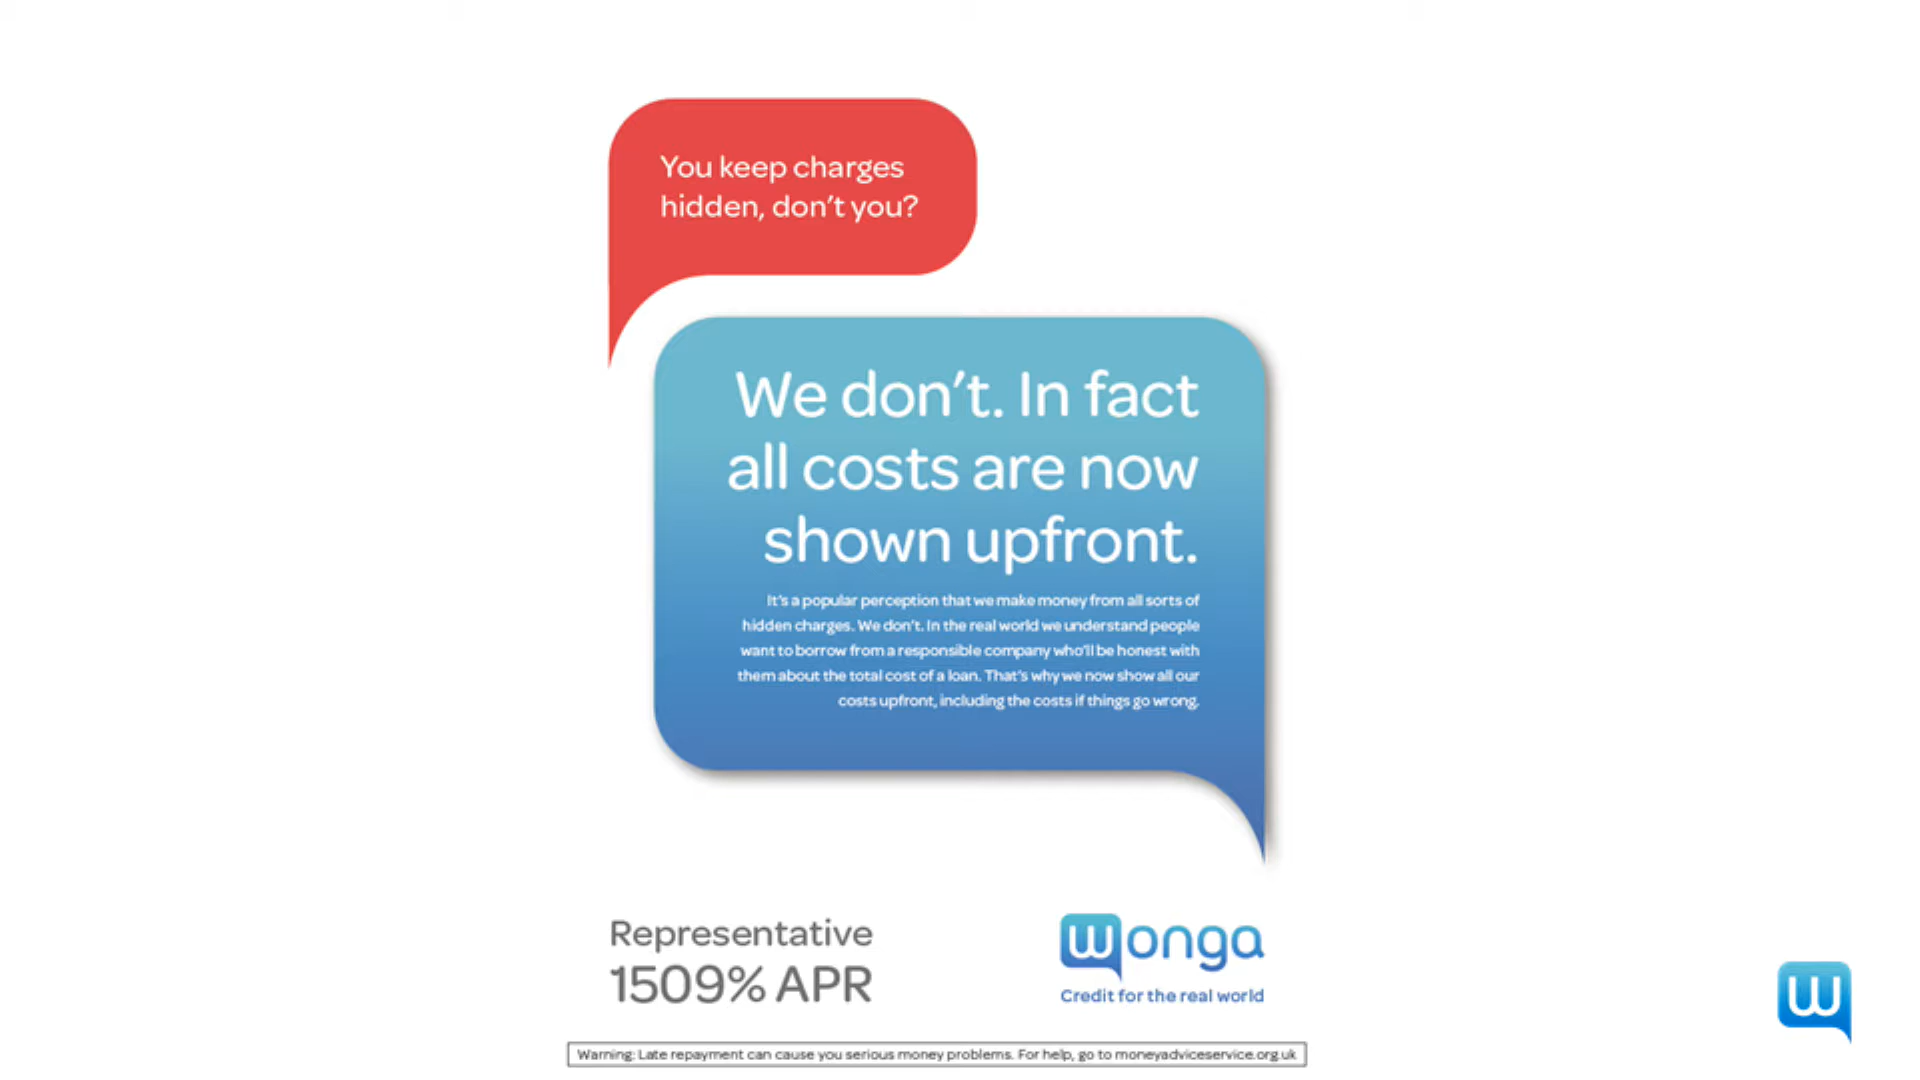 You keep charges
hidden, don't you?
We don't. In fact
all costs are now
shown upfront.
It's a popular perception that we make money from all sorts of
hidden charges. We don't. In the real world we understand people
want to borrow from a responsible company who'll be honest with
them about the total cost of a loan. That's why we now show all our
costs upfront, including the costs if things go wrong.
Representative
1509% APR
wonga
Credit for the real world
w
Warning: Late repayment can cause you serious money problems. For help, go to moneyadviceservice.org.uk